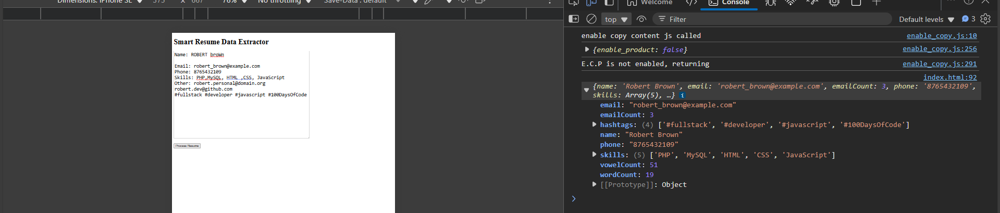 Dimensions: iPhone SE 375 × 667 76% No throttling Save-Data: default
Welcome Console
top Filter Default levels 3
Smart Resume Data Extractor
Name: ROBERT broWn
Email: robert_brown@example.com
Phone: 8765432109
Skills: PHP,MySQL, HTML ,CSS, JavaScript
Other: robert.personal@domain.org
robert.dev@github.com
#fullstack #developer #javascript #100DaysOfCode
Process Resume
enable copy content js called enable_copy.js:10
{enable_product: false} enable_copy.js:256
E.C.P is not enabled, returning enable_copy.js:291
index.html:92
{name: 'Robert Brown', email: 'robert_brown@example.com', emailCount: 3, phone: '8765432109',
skills: Array(5), …} i
email: "robert_brown@example.com"
emailCount: 3
hashtags: (4) ['#fullstack', '#developer', '#javascript', '#100DaysOfCode']
name: "Robert Brown"
phone: "8765432109"
skills: (5) ['PHP', 'MySQL', 'HTML', 'CSS', 'JavaScript']
vowelCount: 51
wordCount: 19
[[Prototype]]: Object